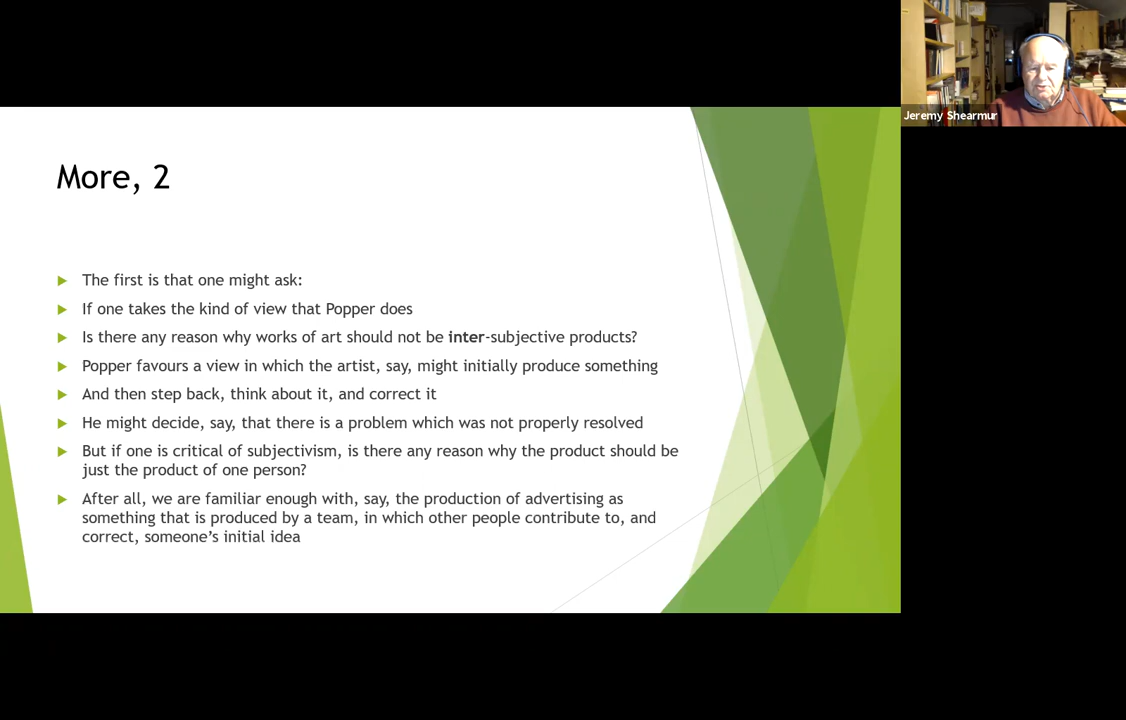 Jeremy Shearmur
More, 2
The first is that one might ask:
If one takes the kind of view that Popper does
Is there any reason why works of art should not be inter-subjective products?
Popper favours a view in which the artist, say, might initially produce something
And then step back, think about it, and correct it
He might decide, say, that there is a problem which was not properly resolved
But if one is critical of subjectivism, is there any reason why the product should be
just the product of one person?
After all, we are familiar enough with, say, the production of advertising as
something that is produced by a team, in which other people contribute to, and
correct, someone's initial idea